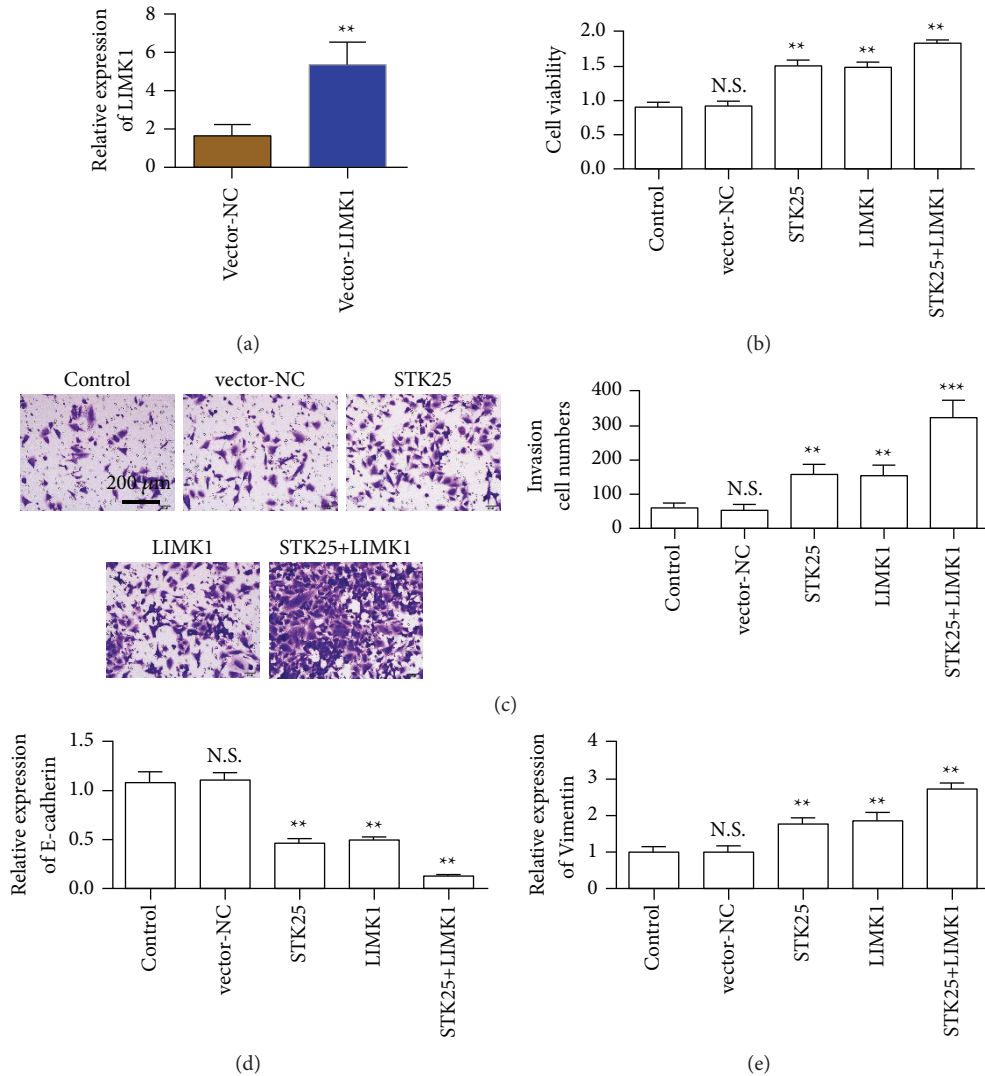 Relative expression
of LIMK1
8
6
4
2
0
**
Vector-NC
Vector-LIMK1
(a)
Cell viability
2.0
1.5
1.0
0.5
0.0
N.S.
**
**
**
Control
vector-NC
STK25
LIMK1
STK25+LIMK1
(b)
Control
vector-NC
STK25
200 µm
LIMK1
STK25+LIMK1
Invasion
cell numbers
400
300
200
100
0
N.S.
**
**
***
Control
vector-NC
STK25
LIMK1
STK25+LIMK1
(c)
Relative expression
of E-cadherin
1.5
1.0
0.5
0.0
N.S.
**
**
**
Control
vector-NC
STK25
LIMK1
STK25+LIMK1
(d)
Relative expression
of Vimentin
4
3
2
1
0
N.S.
**
**
**
Control
vector-NC
STK25
LIMK1
STK25+LIMK1
(e)